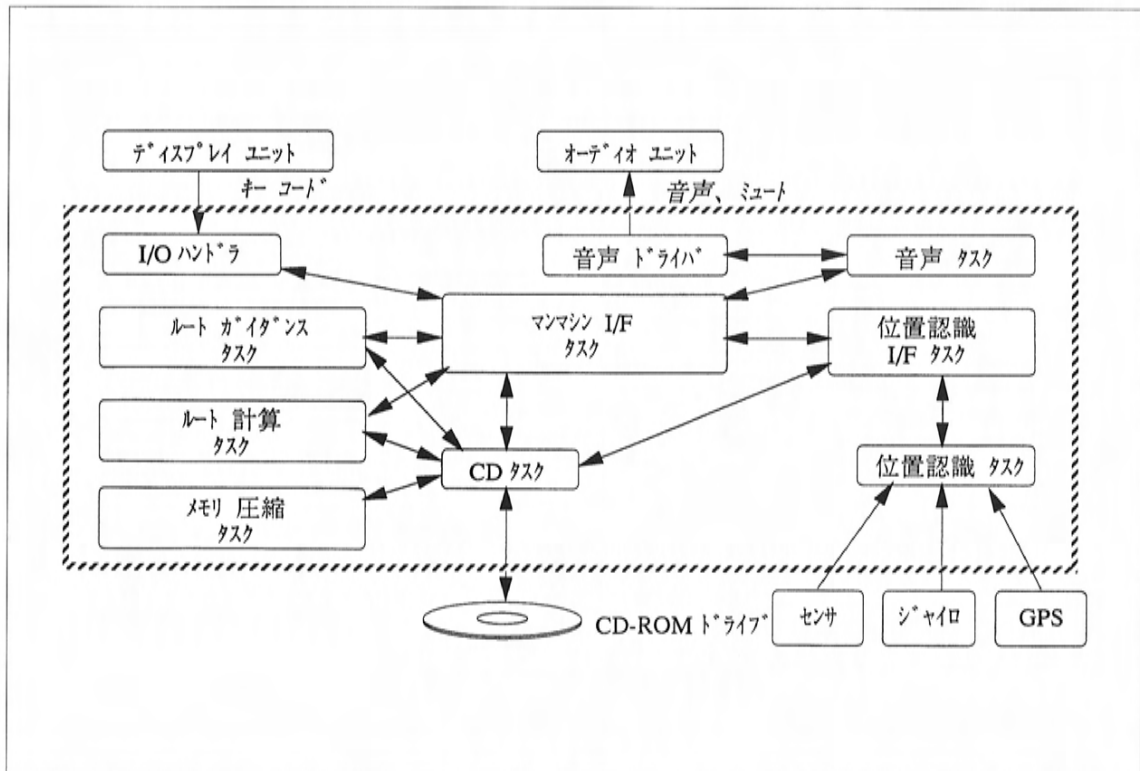 ﾃﾞｨｽﾌﾟﾚｲ ﾕﾆｯﾄ
ｵｰﾃﾞｨｵ ﾕﾆｯﾄ
ｷｰ ｺｰﾄﾞ
音声、ﾐｭｰﾄ
I/O ﾊﾝﾄﾞﾗ
音声 ﾄﾞﾗｲﾊﾞ
音声 ﾀｽｸ
ﾙｰﾄ ｶﾞｲﾀﾞﾝｽ
ﾀｽｸ
ﾏﾝﾏｼﾝ I/F
ﾀｽｸ
位置認識
I/F ﾀｽｸ
ﾙｰﾄ 計算
ﾀｽｸ
CD ﾀｽｸ
位置認識 ﾀｽｸ
ﾒﾓﾘ 圧縮
ﾀｽｸ
CD-ROM ﾄﾞﾗｲﾌﾞ
ｾﾝｻ
ｼﾞｬｲﾛ
GPS